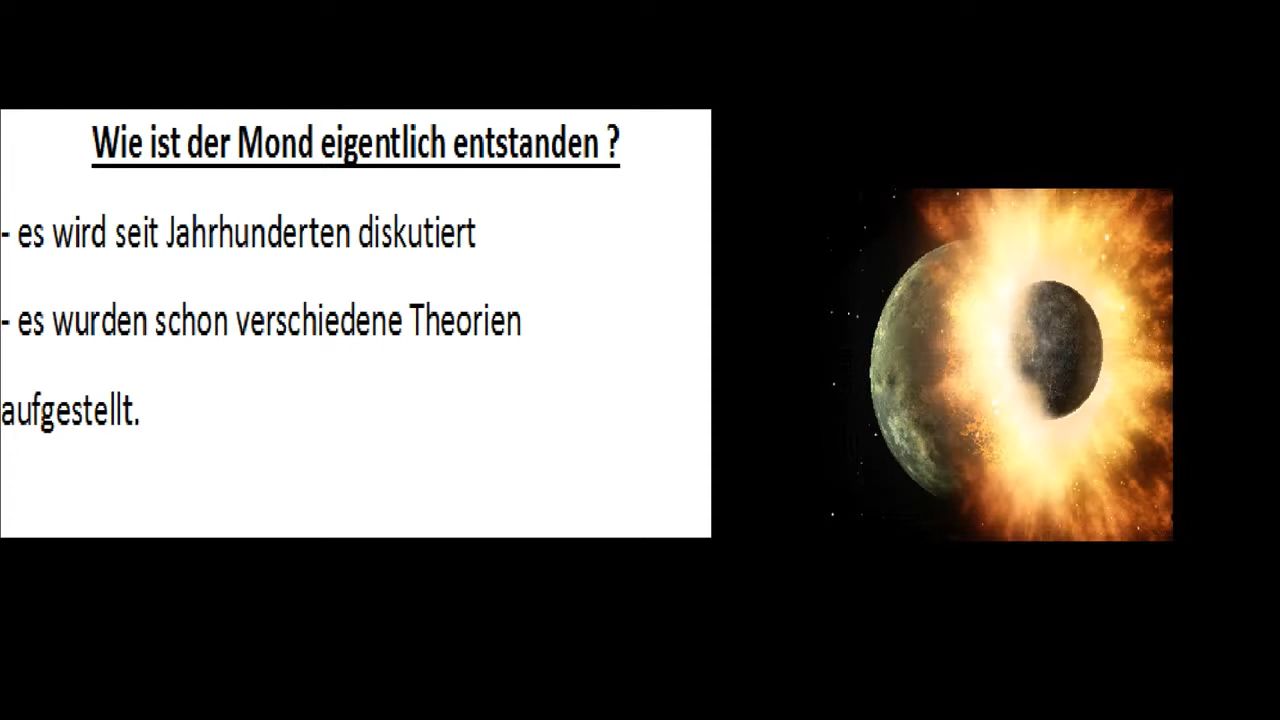 Wie ist der Mond eigentlich entstanden ?
- es wird seit Jahrhunderten diskutiert
- es wurden schon verschiedene Theorien
aufgestellt.